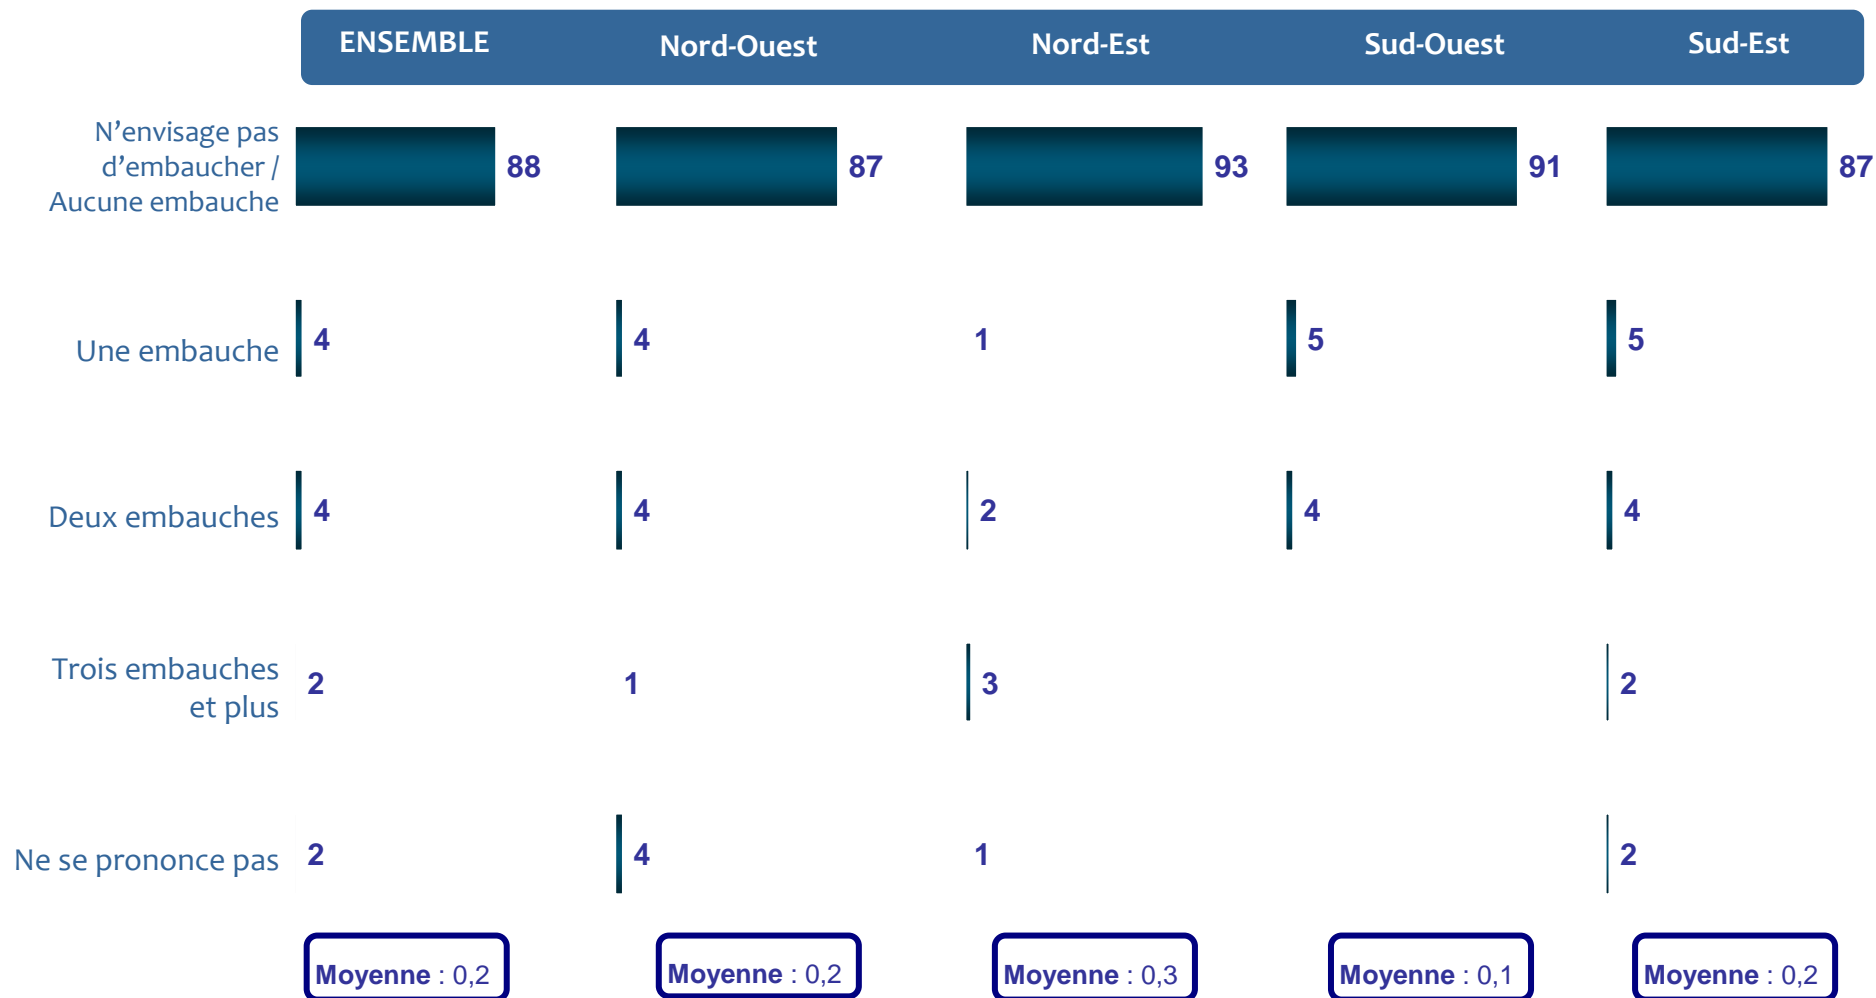 ENSEMBLE Nord-Ouest Nord-Est Sud-Ouest Sud-Est
N’envisage pas
d’embaucher /
Aucune embauche
88 87 93 91 87
Une embauche 4 4 1 5 5
Deux embauches 4 4 2 4 4
Trois embauches
et plus
2 1 3 2
Ne se prononce pas 2 4 1 2
Moyenne : 0,2 Moyenne : 0,2 Moyenne : 0,3 Moyenne : 0,1 Moyenne : 0,2